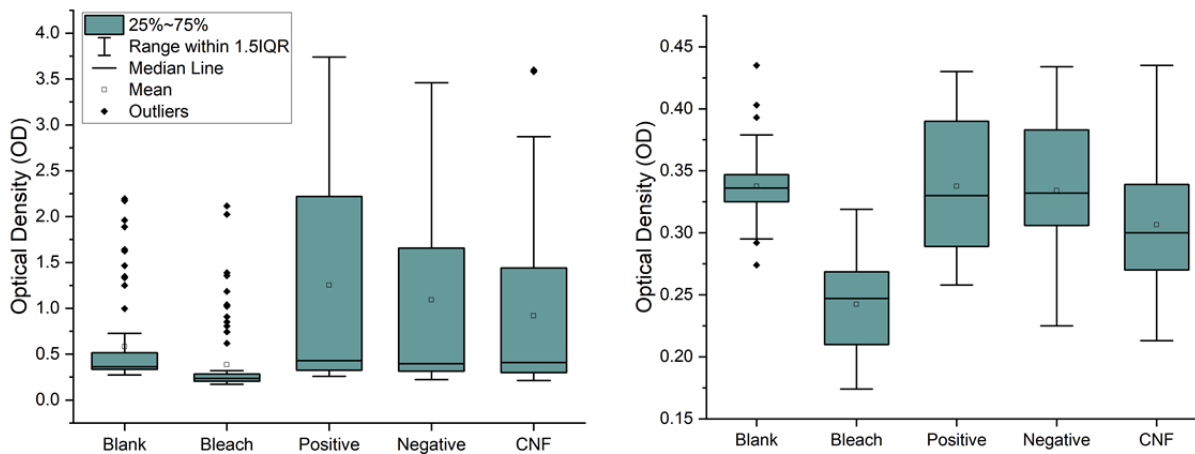 4.0
3.5
3.0
2.5
2.0
1.5
1.0
0.5
0.0
Optical Density (OD)
25%~75%
Range within 1.5IQR
Median Line
Mean
Outliers
Blank Bleach Positive Negative CNF
0.45
0.40
0.35
0.30
0.25
0.20
0.15
Optical Density (OD)
Blank Bleach Positive Negative CNF